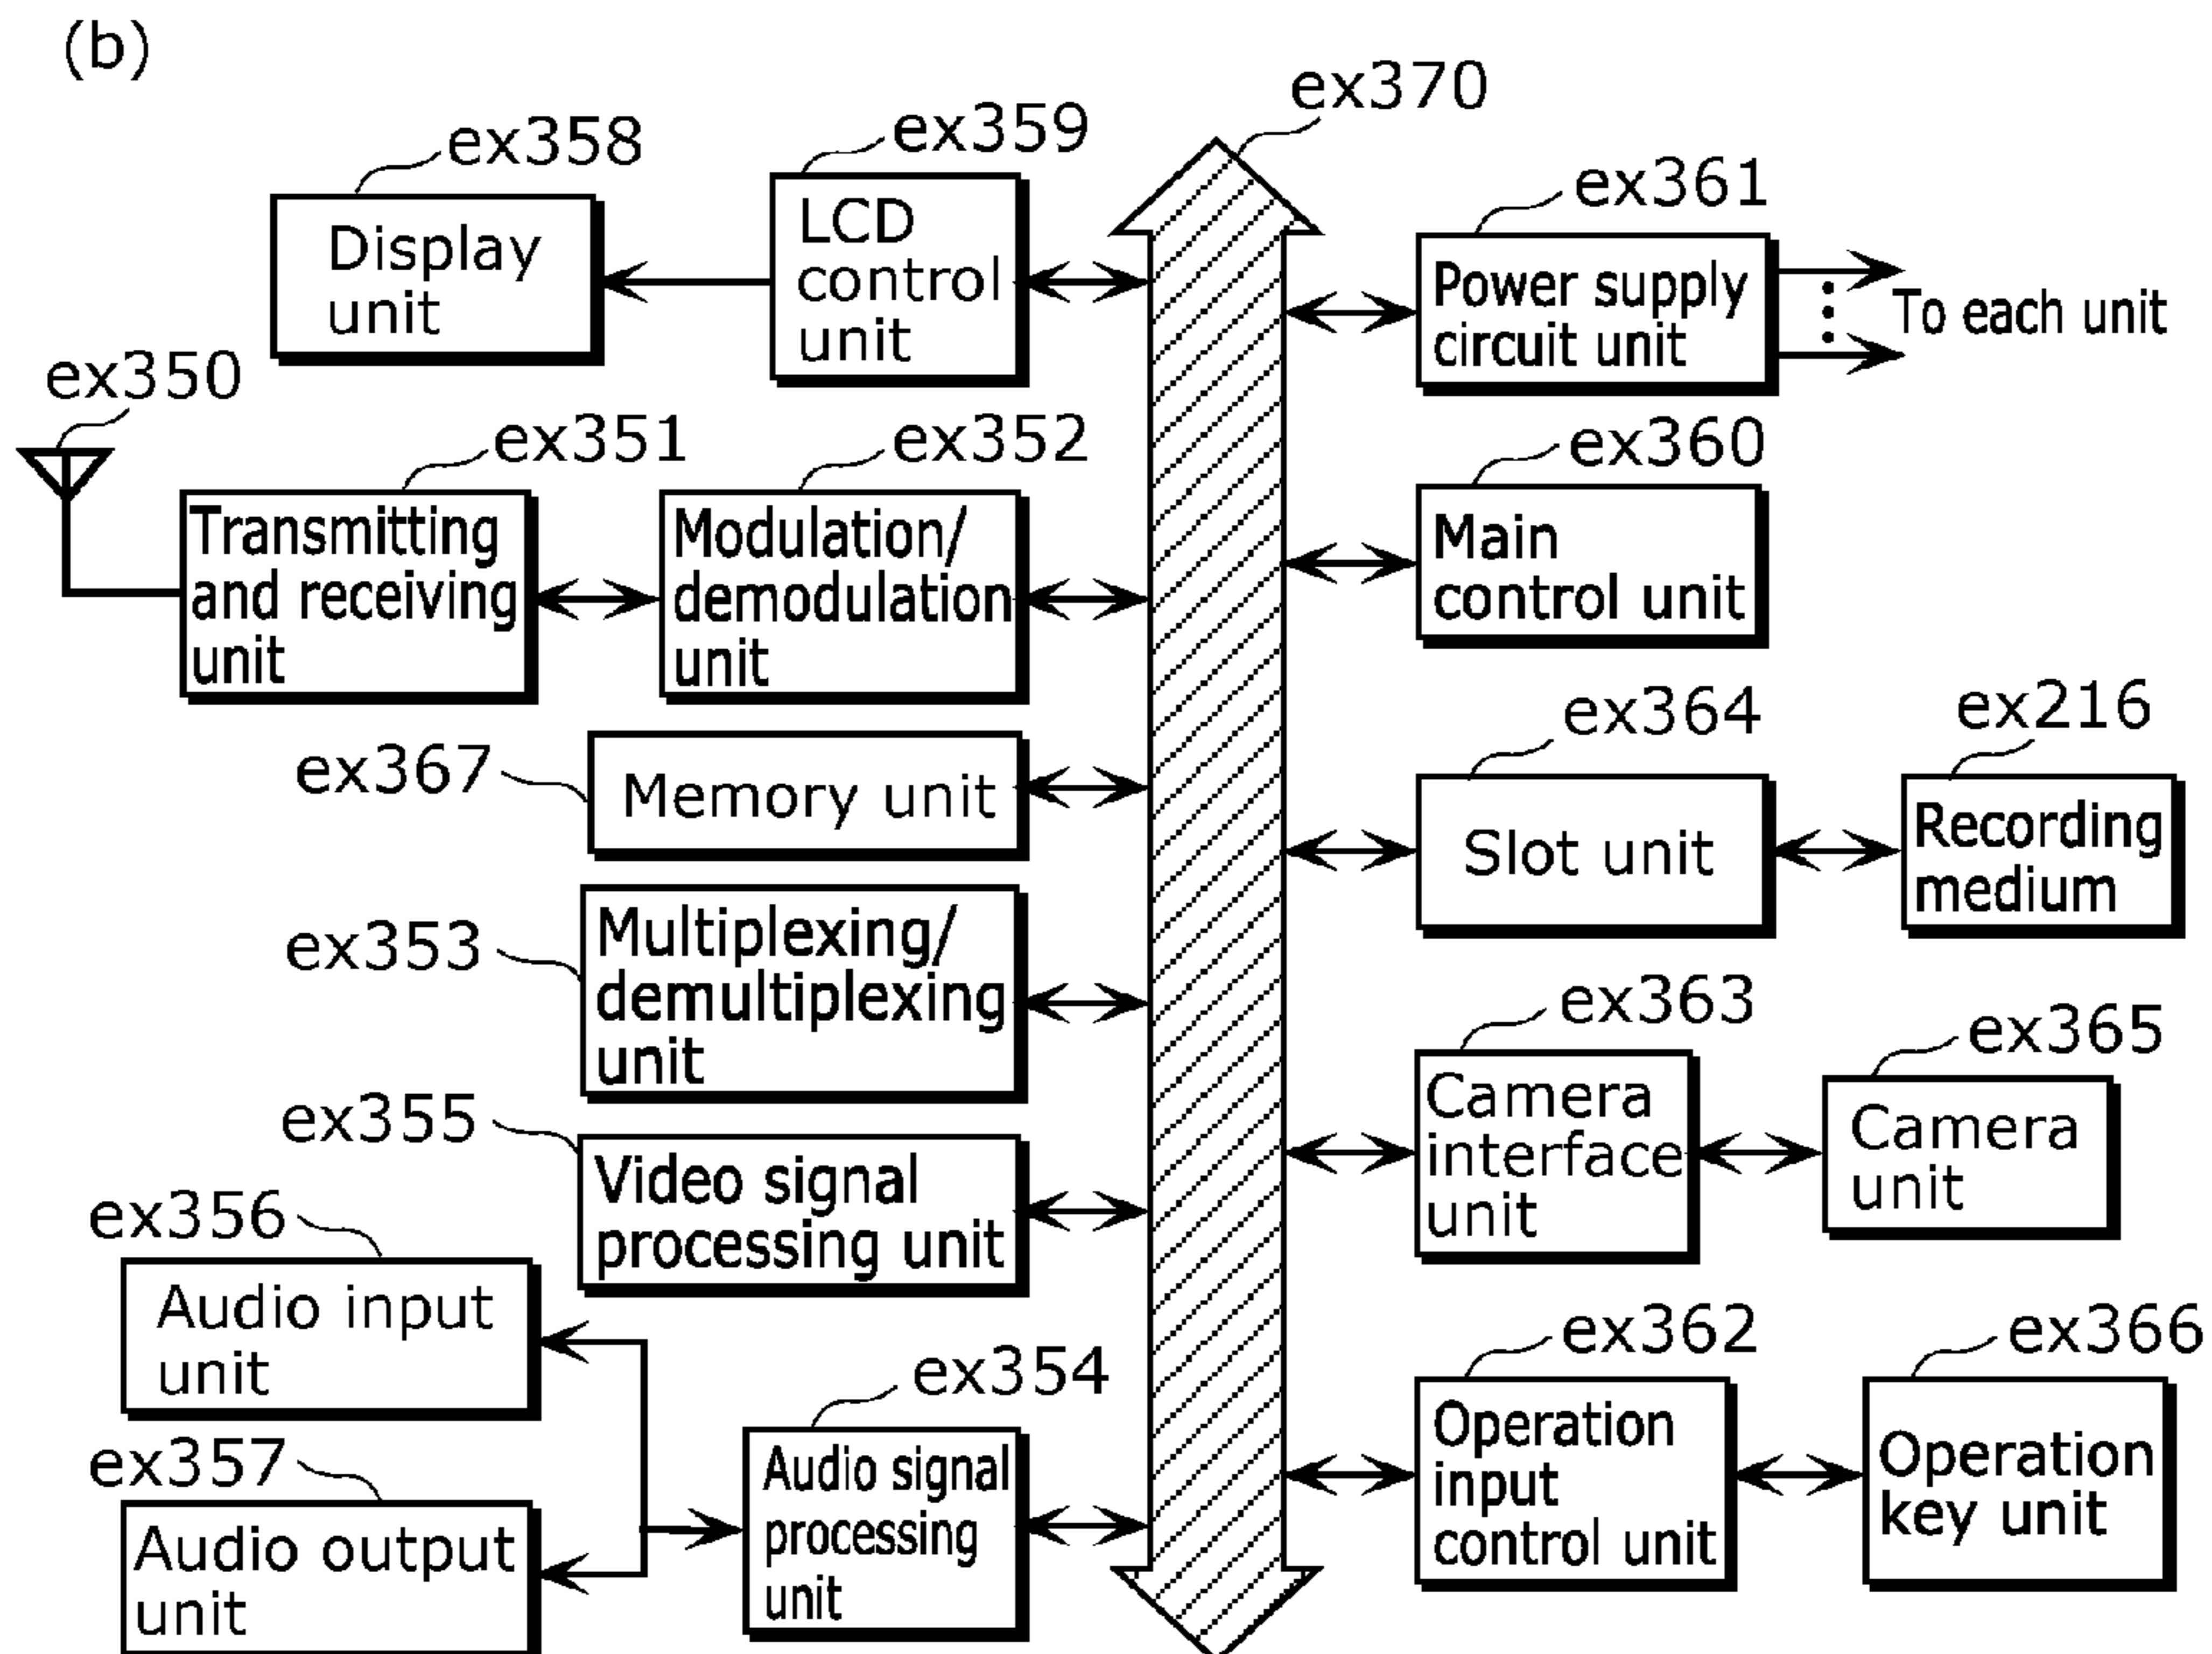 (b)
ex370
ex358
ex359
ex361
Display
unit
LCD
control
unit
Power supply
circuit unit
To each unit
ex350
ex351
ex352
ex360
Transmitting
and receiving
unit
Modulation/
demodulation
unit
Main
control unit
ex367
Memory unit
ex364
ex216
Slot unit
Recording
medium
ex353
Multiplexing/
demultiplexing
unit
ex363
ex365
Camera
interface
unit
Camera
unit
ex355
Video signal
processing unit
ex356
Audio input
unit
ex357
Audio output
unit
ex354
Audio signal
processing
unit
ex362
ex366
Operation
input
control unit
Operation
key unit